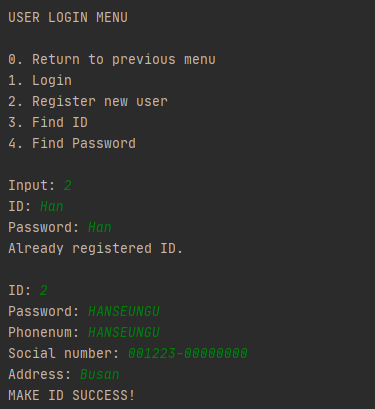 USER LOGIN MENU
0. Return to previous menu
1. Login
2. Register new user
3. Find ID
4. Find Password
Input: 2
ID: Han
Password: Han
Already registered ID.
ID: 2
Password: HANSEUNGU
Phonenum: HANSEUNGU
Social number: 001223-00000000
Address: Busan
MAKE ID SUCCESS!